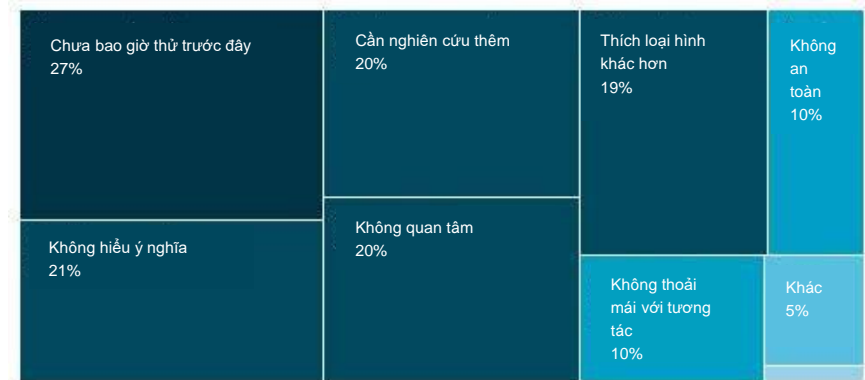 Chưa bao giờ thử trước đây
27%
Cần nghiên cứu thêm
20%
Thích loại hình
khác hơn
19%
Không
an
toàn
10%
Không hiểu ý nghĩa
21%
Không quan tâm
20%
Không thoải
mái với tương
tác
10%
Khác
5%